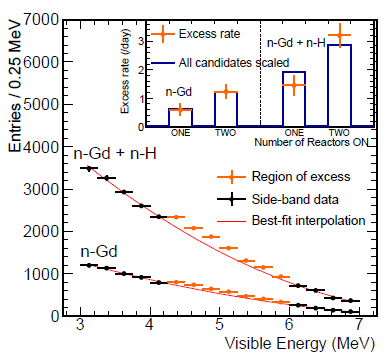 Entries / 0.25 MeV
7000
6000
5000
4000
3000
2000
1000
0
Excess rate (/day)
3
2
1
0
Excess rate
All candidates scaled
n-Gd
n-Gd + n-H
ONE TWO ONE TWO
Number of Reactors ON
n-Gd + n-H
n-Gd
Region of excess
Side-band data
Best-fit interpolation
3 4 5 6 7
Visible Energy (MeV)